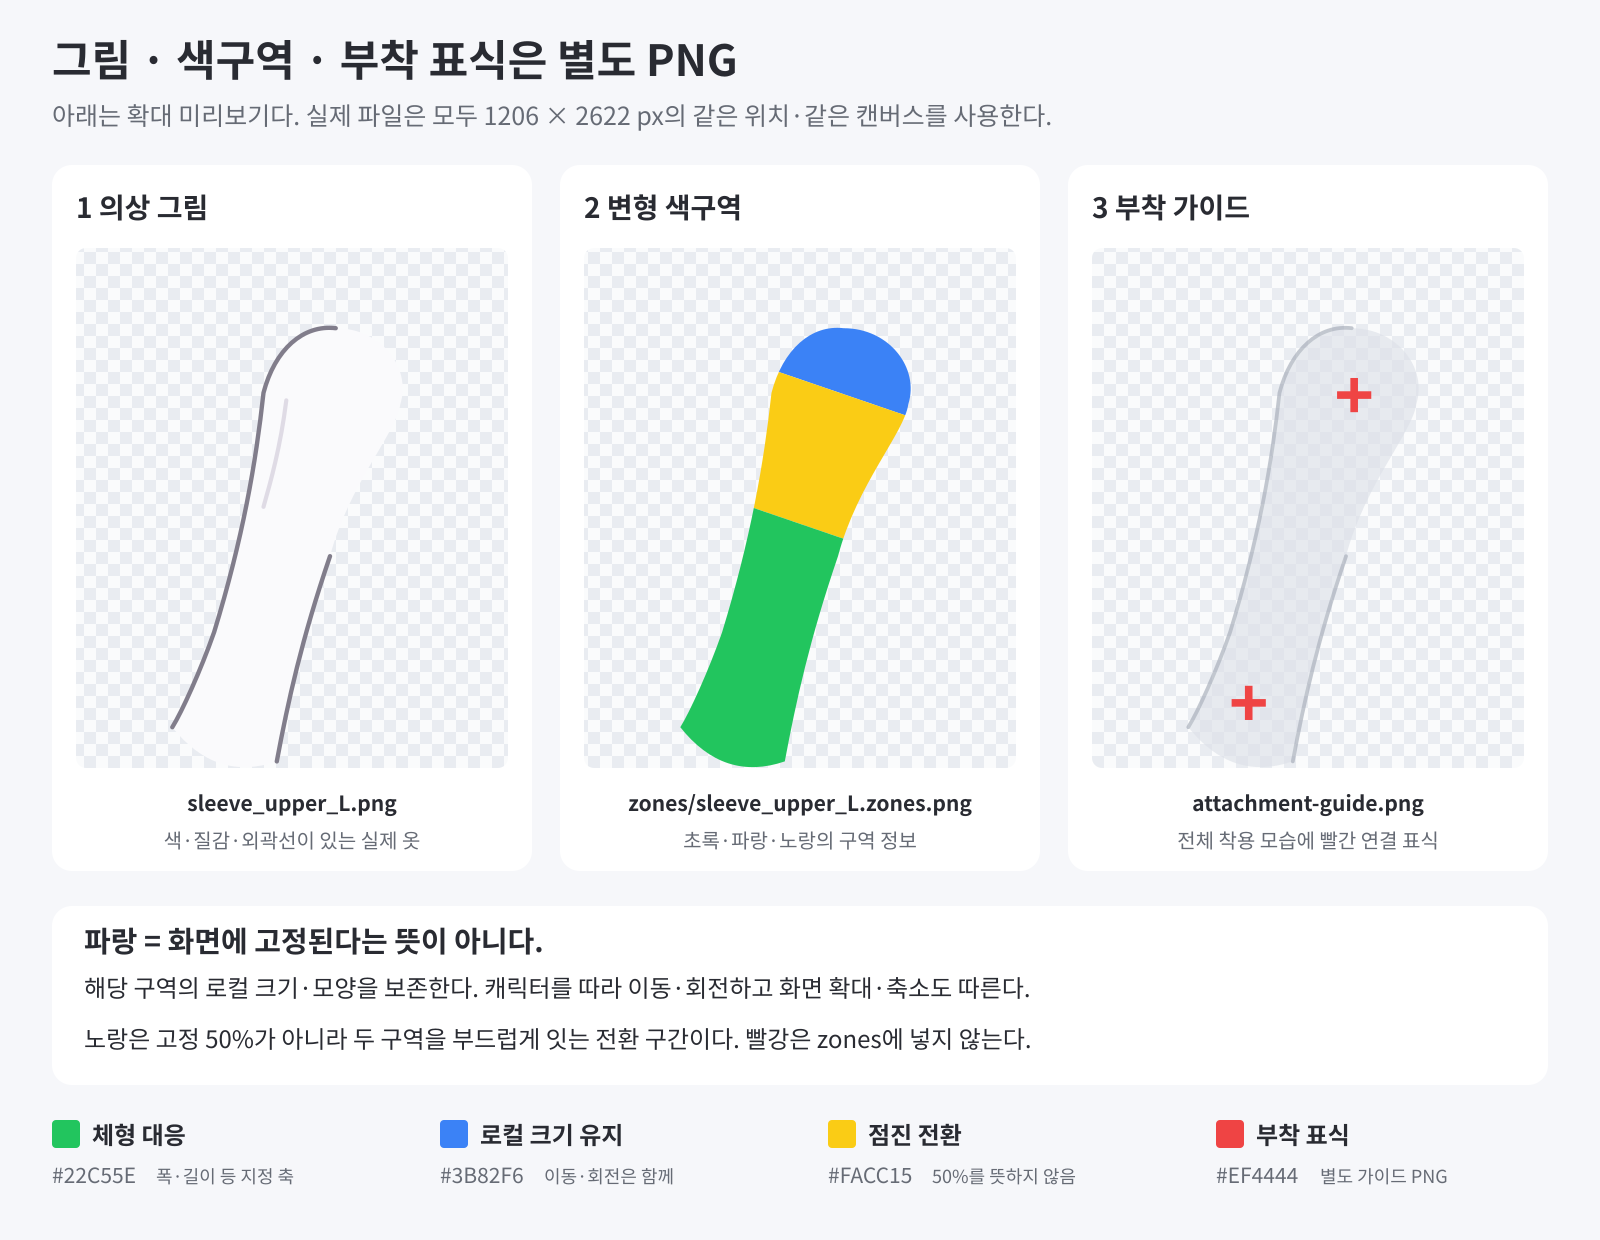 그림 · 색구역 · 부착 표식은 별도 PNG
아래는 확대 미리보기다. 실제 파일은 모두 1206 × 2622 px의 같은 위치·같은 캔버스를 사용한다.
1 의상 그림
2 변형 색구역
3 부착 가이드
sleeve_upper_L.png
zones/sleeve_upper_L.zones.png
attachment-guide.png
색·질감·외곽선이 있는 실제 옷
초록·파랑·노랑의 구역 정보
전체 착용 모습에 빨간 연결 표식
파랑 = 화면에 고정된다는 뜻이 아니다.
해당 구역의 로컬 크기·모양을 보존한다. 캐릭터를 따라 이동·회전하고 화면 확대·축소도 따른다.
노랑은 고정 50%가 아니라 두 구역을 부드럽게 잇는 전환 구간이다. 빨강은 zones에 넣지 않는다.
체형 대응
로컬 크기 유지
점진 전환
부착 표식
#22C55E 폭·길이 등 지정 축
#3B82F6 이동·회전은 함께
#FACC15 50%를 뜻하지 않음
#EF4444 별도 가이드 PNG